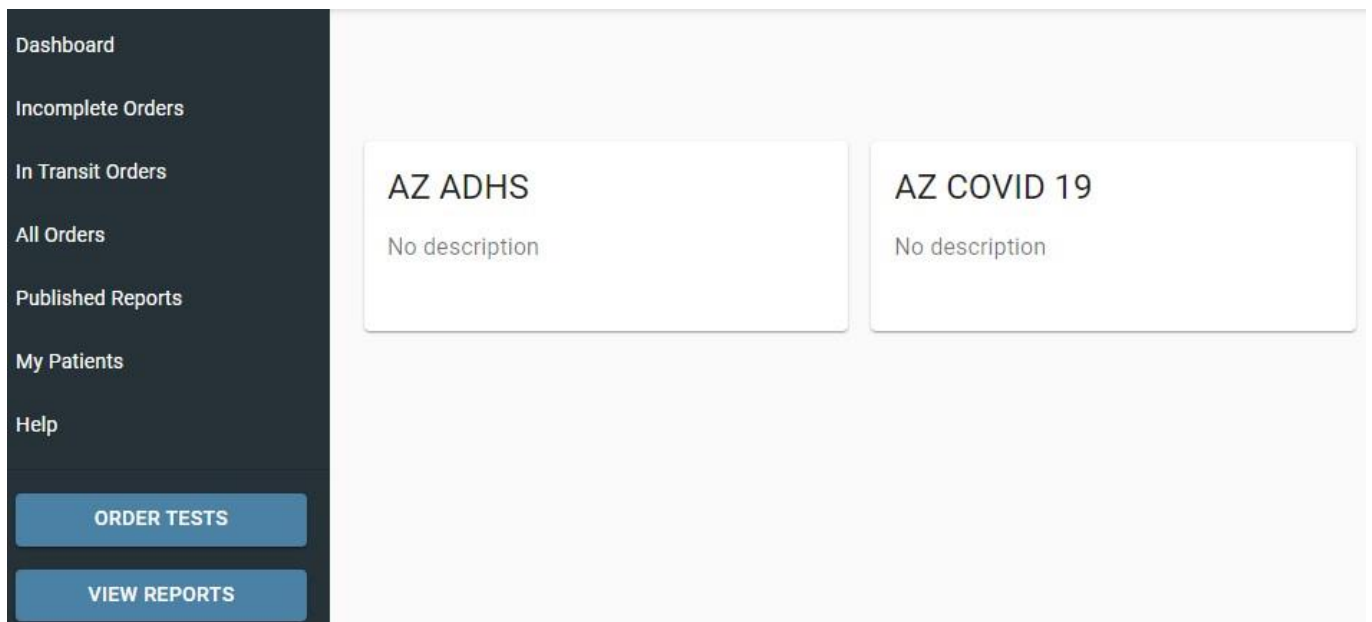 Dashboard
Incomplete Orders
In Transit Orders
All Orders
Published Reports
My Patients
Help
ORDER TESTS
VIEW REPORTS
AZ ADHS
No description
AZ COVID 19
No description